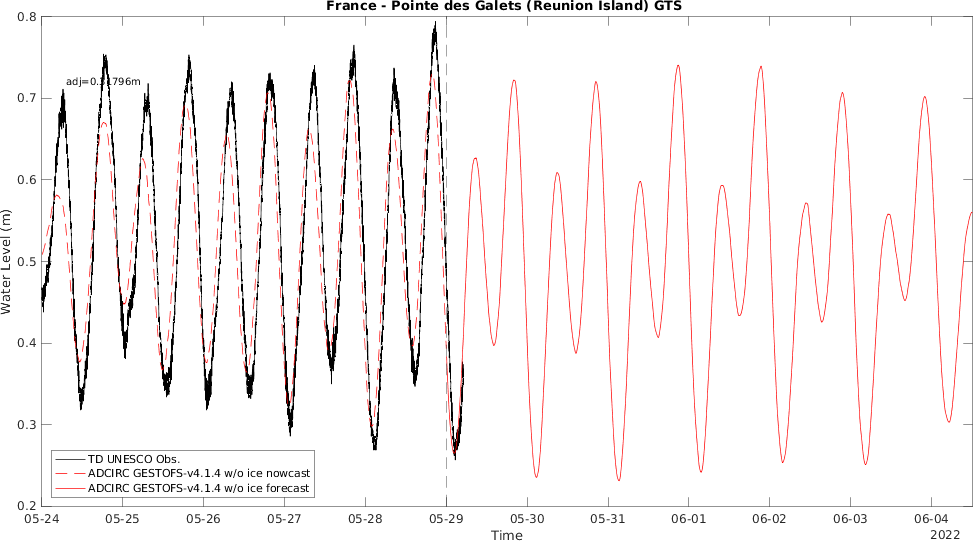 France - Pointe des Galets (Reunion Island) GTS
0.8
0.7
0.6
0.5
0.4
0.3
0.2
Water Level (m)
TD UNESCO Obs.
ADCIRC GESTOFS-v4.1.4 w/o ice nowcast
ADCIRC GESTOFS-v4.1.4 w/o ice forecast
05-24 05-25 05-26 05-27 05-28 05-29 05-30 05-31 06-01 06-02 06-03 06-04
2022
Time